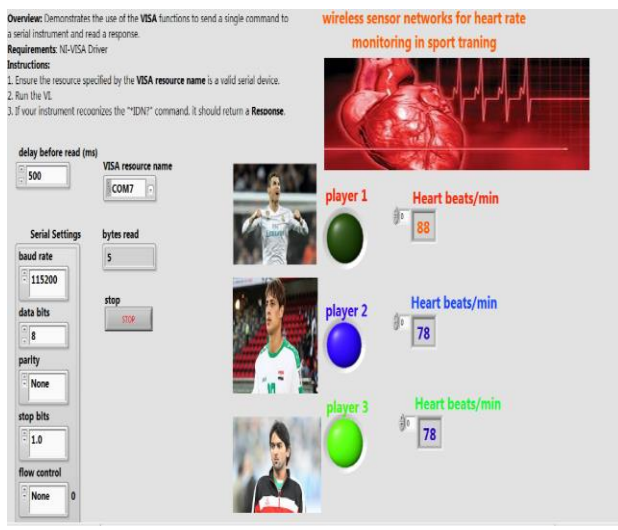 Overview: Demonstrates the use of the VISA functions to send a single command to
a serial instrument and read a response.
Requirements: NI-VISA Driver
Instructions:
1. Ensure the resource specified by the VISA resource name is a valid serial device.
2. Run the VI.
3. If your instrument recognizes the "*IDN?" command, it should return a Response.
wireless sensor networks for heart rate
monitoring in sport traning
delay before read (ms)
500
VISA resource name
COM7
Serial Settings
baud rate
115200
data bits
8
parity
None
stop bits
1.0
flow control
None 0
bytes read
5
stop
STOP
player 1
Heart beats/min
0
88
player 2
Heart beats/min
0
78
player 3
Heart beats/min
0
78